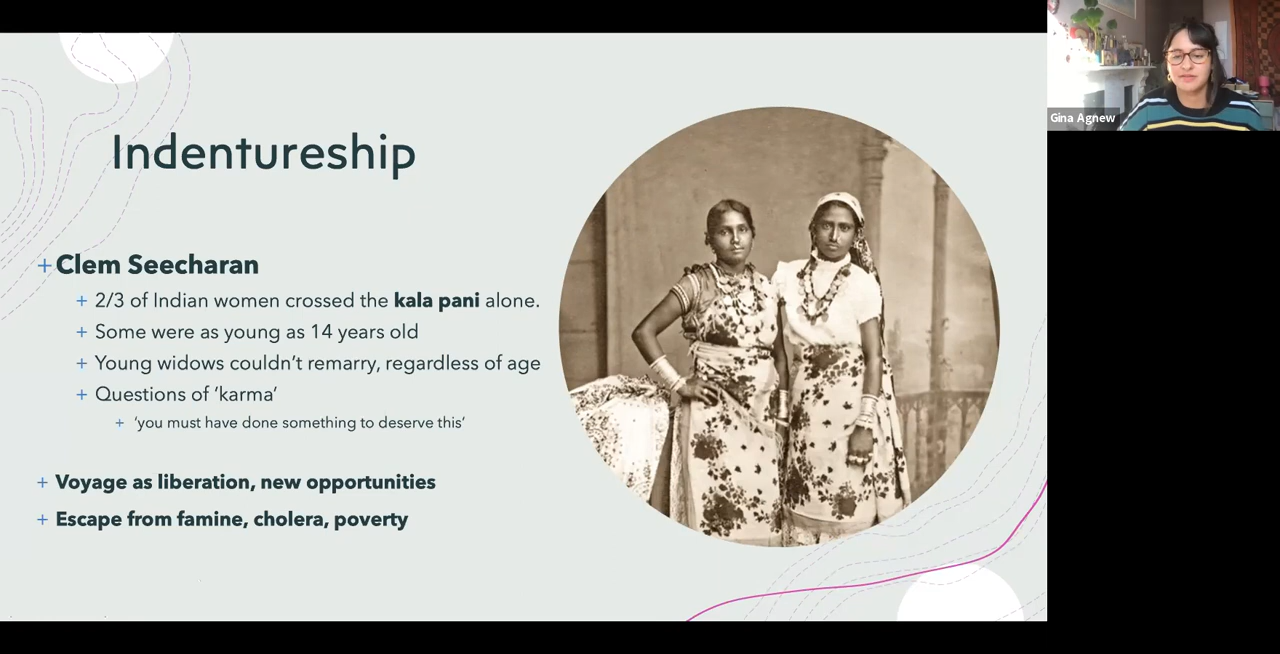 Indentureship
Clem Seecharan
2/3 of Indian women crossed the kala pani alone.
Some were as young as 14 years old
Young widows couldn't remarry, regardless of age
Questions of ‘karma’
‘you must have done something to deserve this’
Voyage as liberation, new opportunities
Escape from famine, cholera, poverty
Gina Agnew